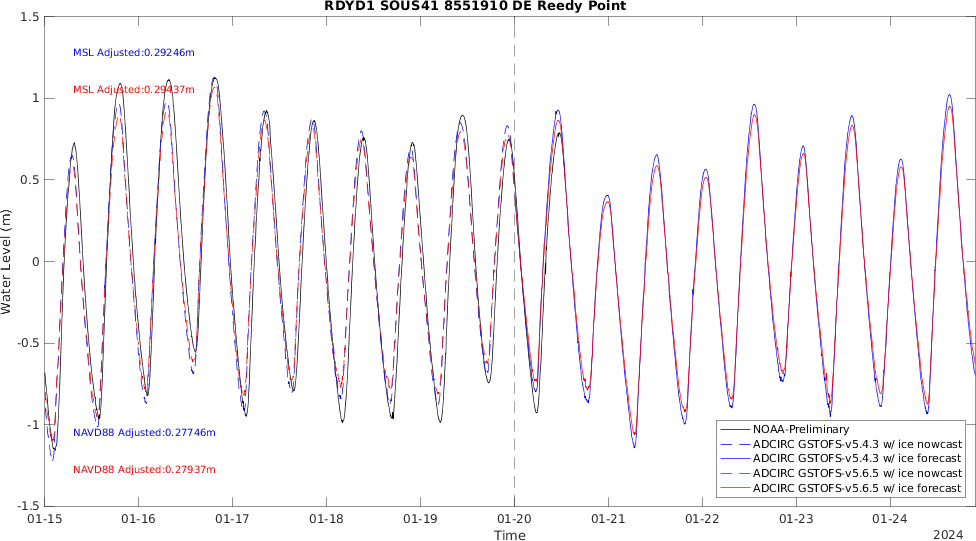 RDYD1 SOUS41 8551910 DE Reedy Point
1.5
1
0.5
0
-0.5
-1
-1.5
Water Level (m)
MSL Adjusted:0.29246m
MSL Adjusted:0.29437m
NAVD88 Adjusted:0.27746m
NAVD88 Adjusted:0.27937m
NOAA-Preliminary
ADCIRC GSTOFS-v5.4.3 w/ ice nowcast
ADCIRC GSTOFS-v5.4.3 w/ ice forecast
ADCIRC GSTOFS-v5.6.5 w/ ice nowcast
ADCIRC GSTOFS-v5.6.5 w/ ice forecast
01-15 01-16 01-17 01-18 01-19 01-20 01-21 01-22 01-23 01-24
Time
2024